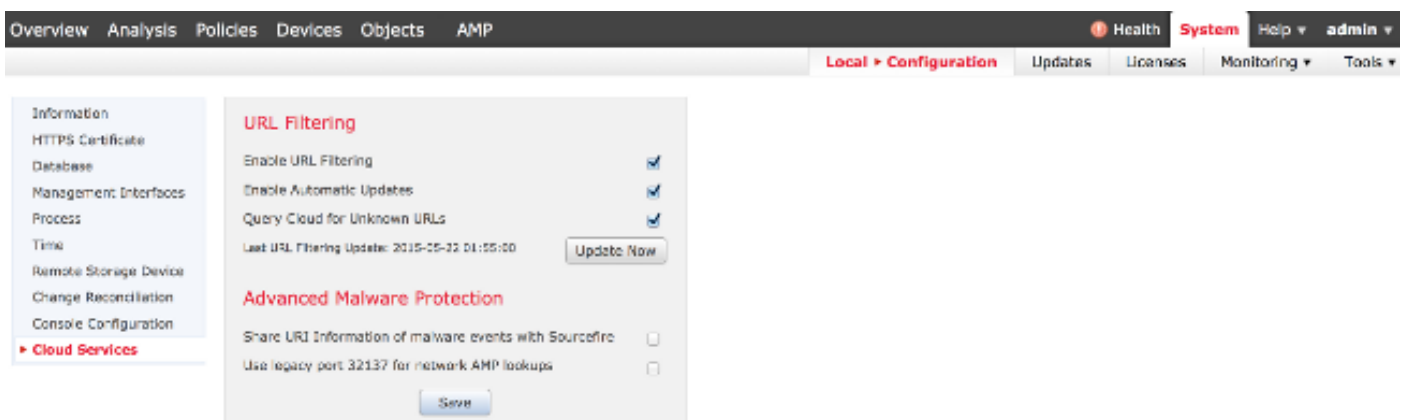 Overview Analysis Policies Devices Objects AMP Health System Help ▾ admin ▾
Local ▸ Configuration Updates Licenses Monitoring ▾ Tools ▾
Information
HTTPS Certificate
Database
Management Interfaces
Process
Time
Remote Storage Device
Change Reconciliation
Console Configuration
▸ Cloud Services
URL Filtering
Enable URL Filtering
Enable Automatic Updates
Query Cloud for Unknown URLs
Last URL Filtering Update: 2015-05-22 01:55:00 Update Now
Advanced Malware Protection
Share URI Information of malware events with Sourcefire
Use legacy port 32137 for network AMP lookups
Save